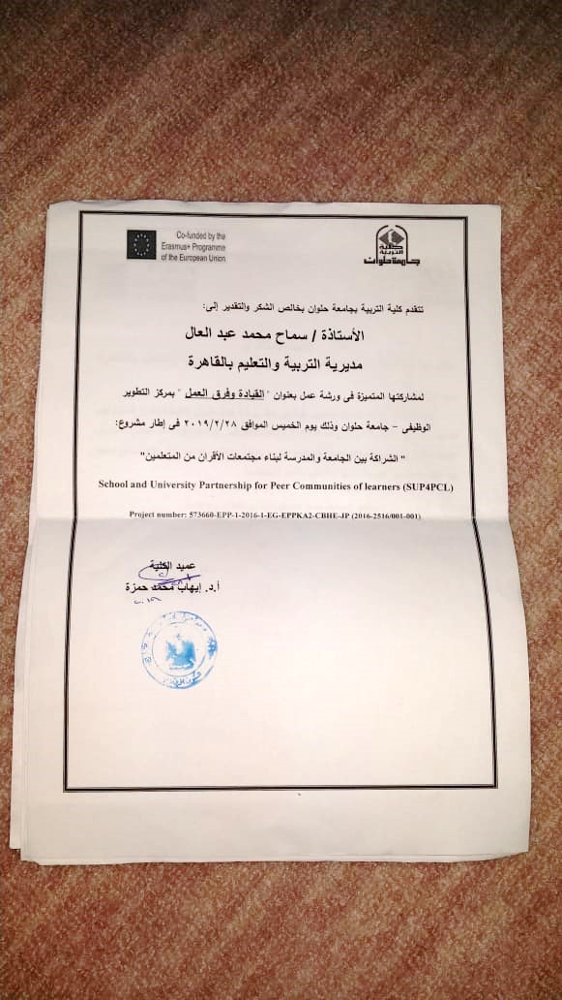 Co-funded by the
Erasmus+ Programme
of the European Union
كلية
التربية
جامعة حلوان
تتقدم كلية التربية بجامعة حلوان بخالص الشكر والتقدير إلى:
الأستاذة / سماح محمد عبد العال
مديرية التربية والتعليم بالقاهرة
لمشاركتها المتميزة فى ورشة عمل بعنوان " القيادة وفرق العمل " بمركز التطوير
الوظيفى – جامعة حلوان وذلك يوم الخميس الموافق ٢٠١٩/٢/٢٨ فى إطار مشروع:
" الشراكة بين الجامعة والمدرسة لبناء مجتمعات الأقران من المتعلمين"
School and University Partnership for Peer Communities of learners (SUP4PCL)
Project number: 573660-EPP-1-2016-1-EG-EPPKA2-CBHE-JP (2016-2516/001-001)
عميد الكلية
أ.د. إيهاب محمد حمزة